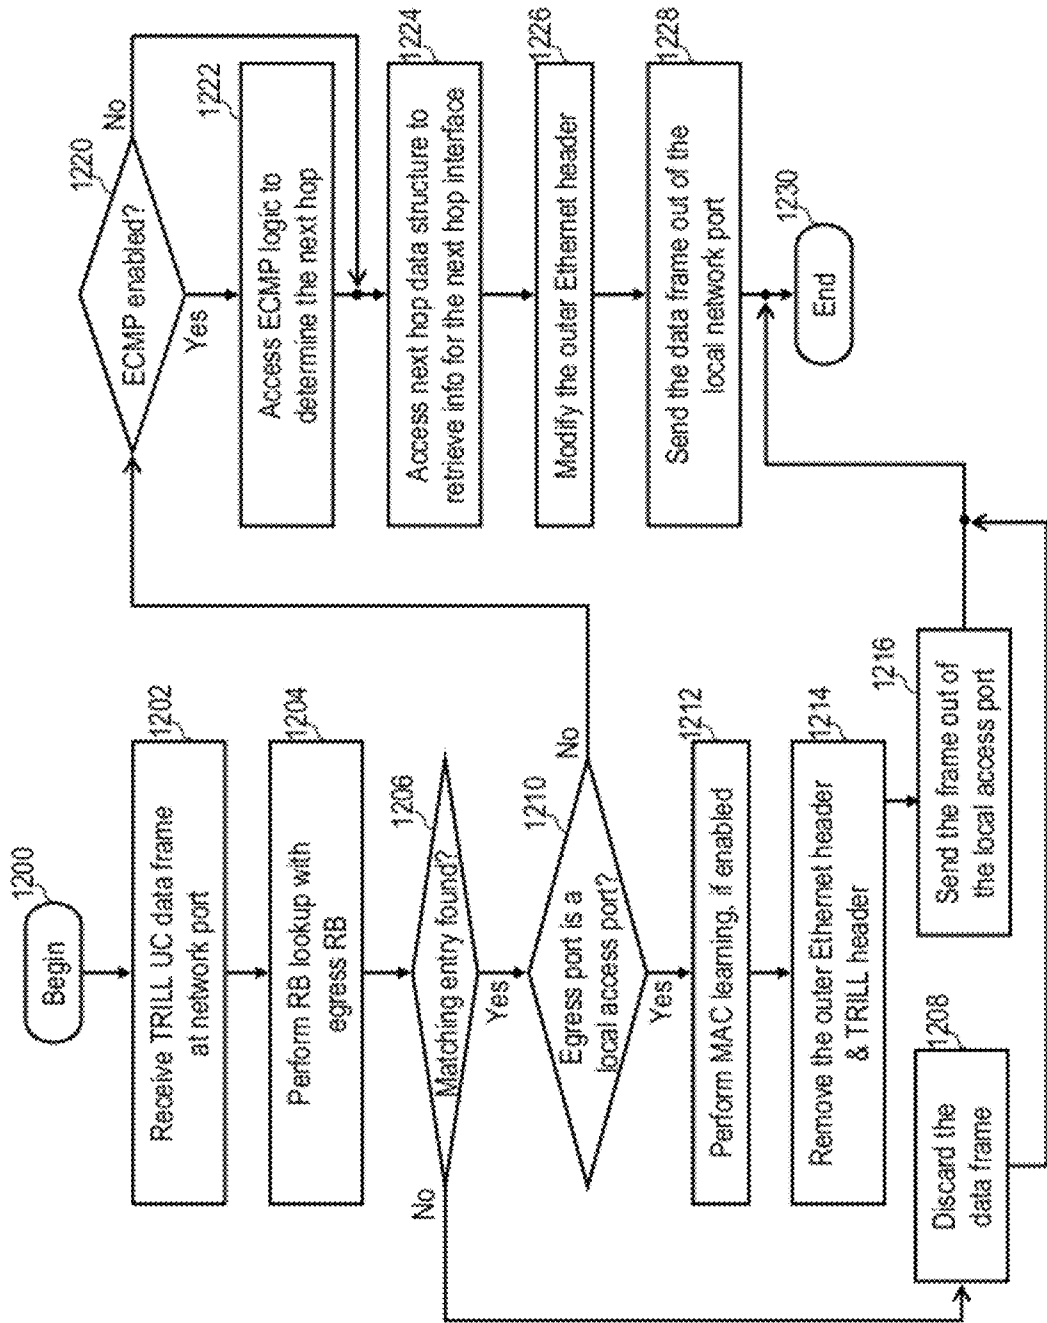 1200
Begin
1202
Receive TRILL UC data frame
at network port
1204
Perform RB lookup with
egress RB
1206
Matching entry found?
No
Yes
1210
Egress port is a
local access port?
No
Yes
1212
Perform MAC learning, if enabled
1214
Remove the outer Ethernet header
& TRILL header
1208
Discard the
data frame
1216
Send the frame out of
the local access port
1220
ECMP enabled?
No
Yes
1222
Access ECMP logic to
determine the next hop
1224
Access next hop data structure to
retrieve info for the next hop interface
1226
Modify the outer Ethernet header
1228
Send the data frame out of the
local network port
1230
End